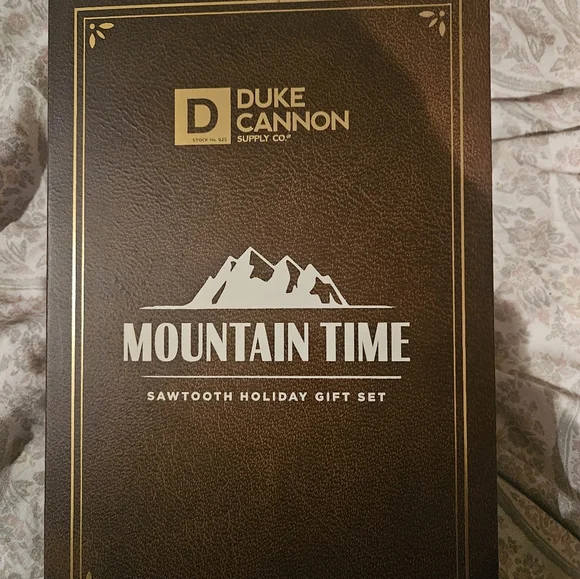 D
STOCK No. 021
DUKE
CANNON
SUPPLY CO.®
MOUNTAIN TIME
SAWTOOTH HOLIDAY GIFT SET